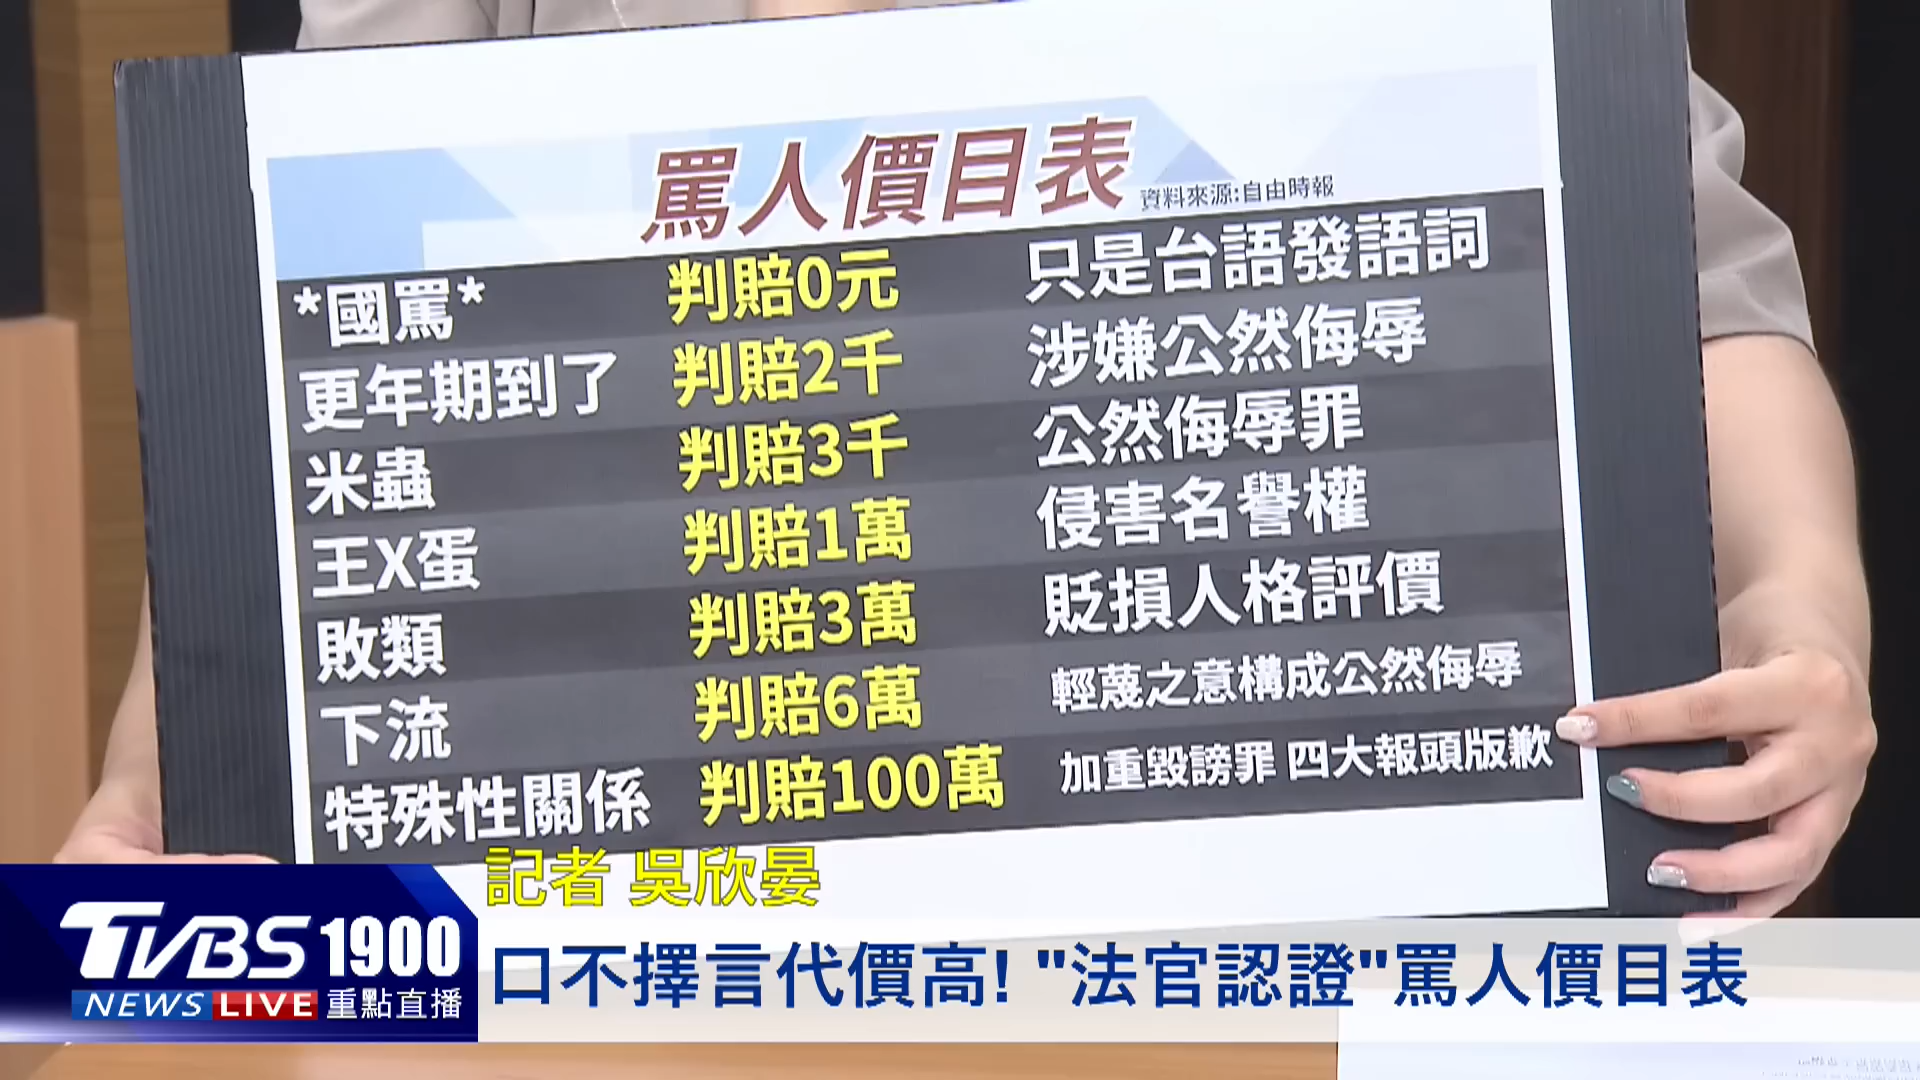 罵人價目表
資料來源:自由時報
*國罵* 判賠0元 只是台語發語詞
更年期到了 判賠2千 涉嫌公然侮辱
米蟲 判賠3千 公然侮辱罪
王X蛋 判賠1萬 侵害名譽權
敗類 判賠3萬 貶損人格評價
下流 判賠6萬 輕蔑之意構成公然侮辱
特殊性關係 判賠100萬 加重毀謗罪 四大報頭版歉
記者 吳欣晏
TVBS 1900
NEWS LIVE 重點直播
口不擇言代價高! "法官認證"罵人價目表